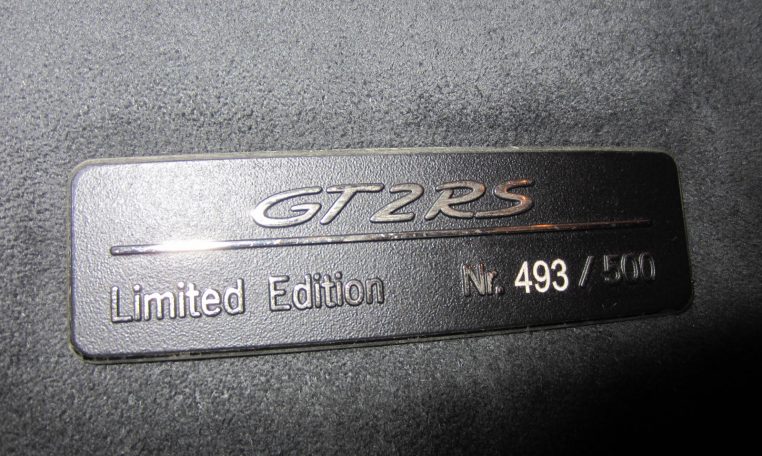 GT2RS
Limited Edition Nr. 493 / 500